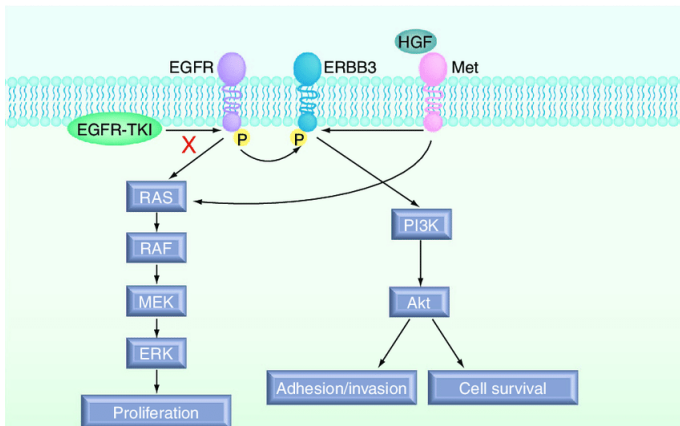 HGF
EGFR
ERBB3
Met
EGFR-TKI
X
P
P
RAS
PI3K
RAF
MEK
Akt
ERK
Adhesion/invasion
Cell survival
Proliferation